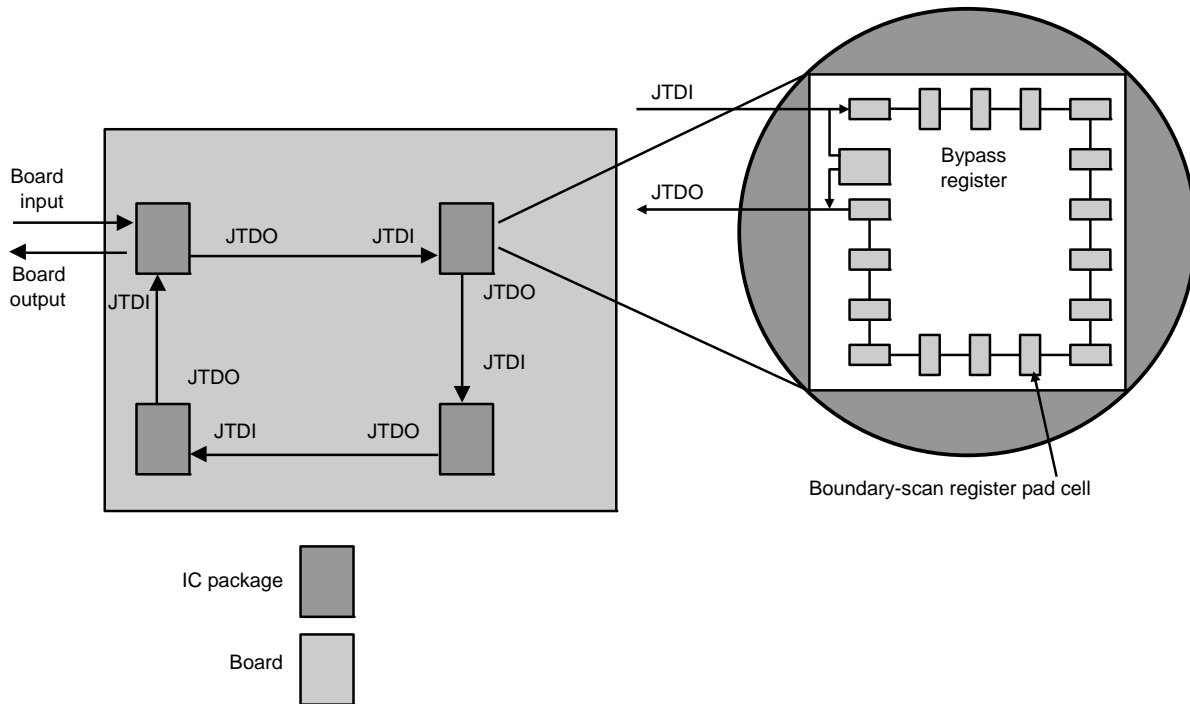 JTDI
Bypass
register
JTDO
Board
input
JTDO
JTDI
Board
output
JTDI
JTDO
JTDI
JTDO
JTDI
JTDO
Boundary-scan register pad cell
IC package
Board